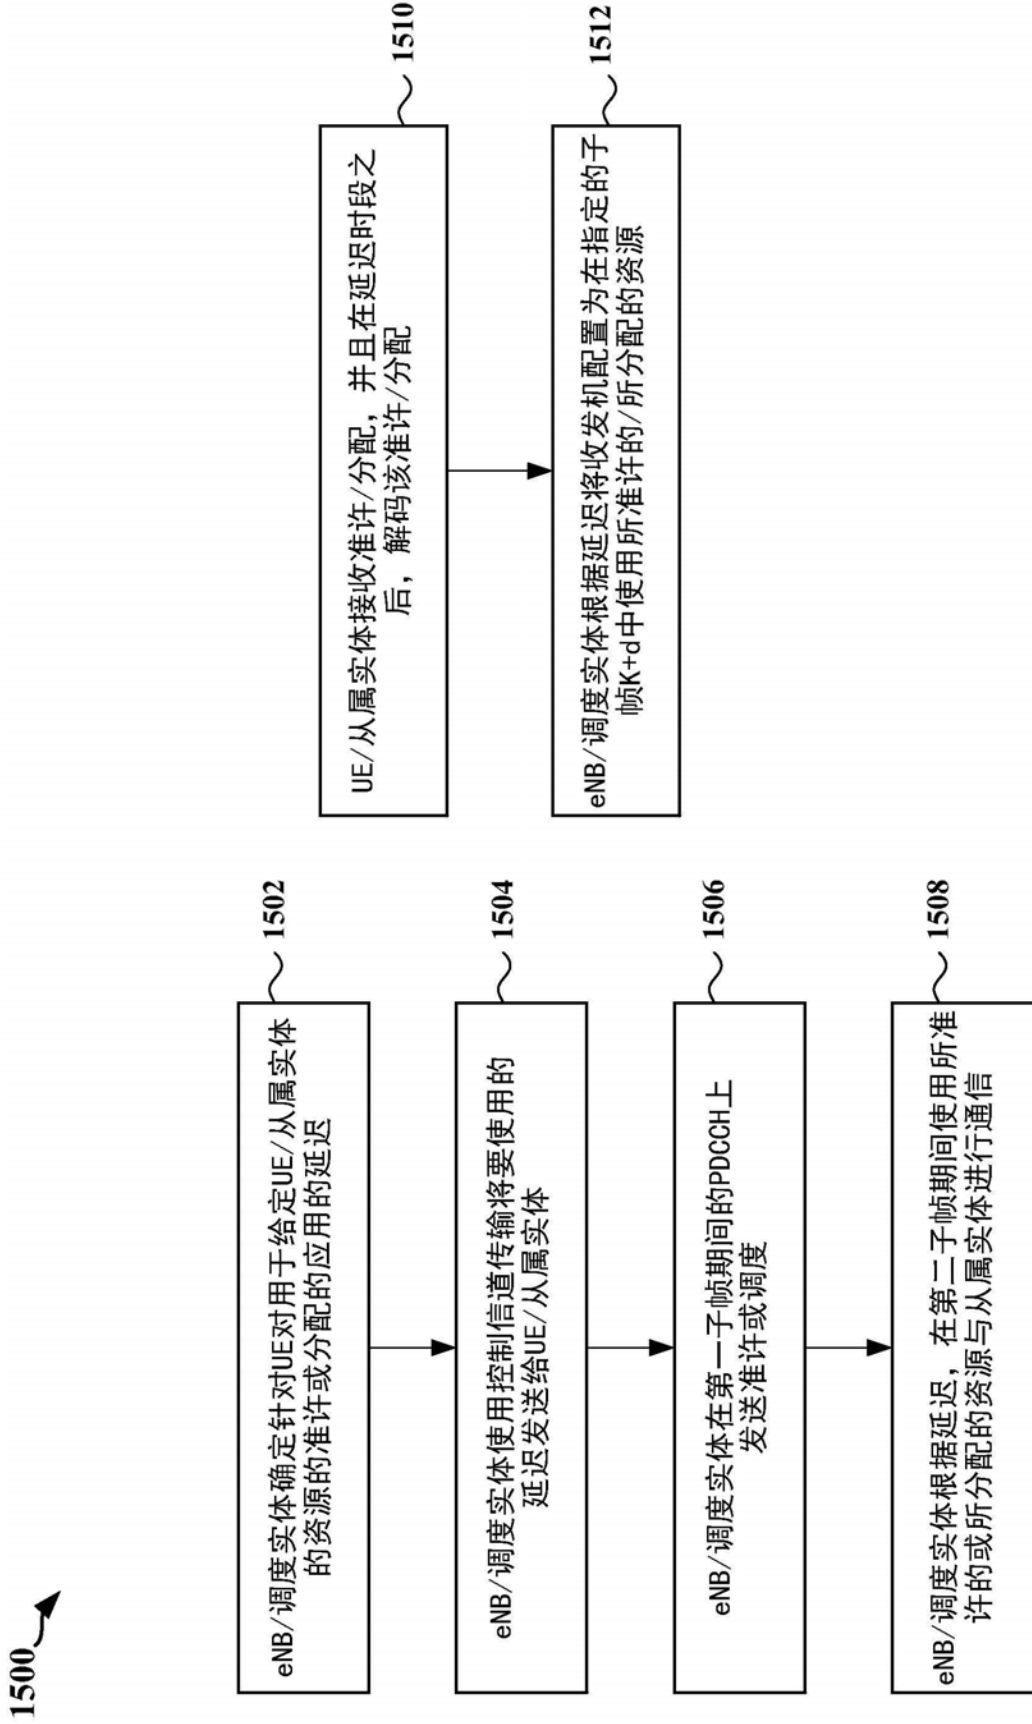 1500
eNB/调度实体确定针对UE对用于给定UE/从属实体
的资源的准许或分配的应用的延迟
1502
eNB/调度实体使用控制信道传输将要使用的
延迟发送给UE/从属实体
1504
eNB/调度实体在第一子帧期间的PDCCH上
发送准许或调度
1506
eNB/调度实体根据延迟，在第二子帧期间使用所准
许的或所分配的资源与从属实体进行通信
1508
UE/从属实体接收准许/分配，并且在延迟时段之
后，解码该准许/分配
1510
eNB/调度实体根据延迟将收发机配置为在指定的子
帧K+d中使用所准许的/所分配的资源
1512